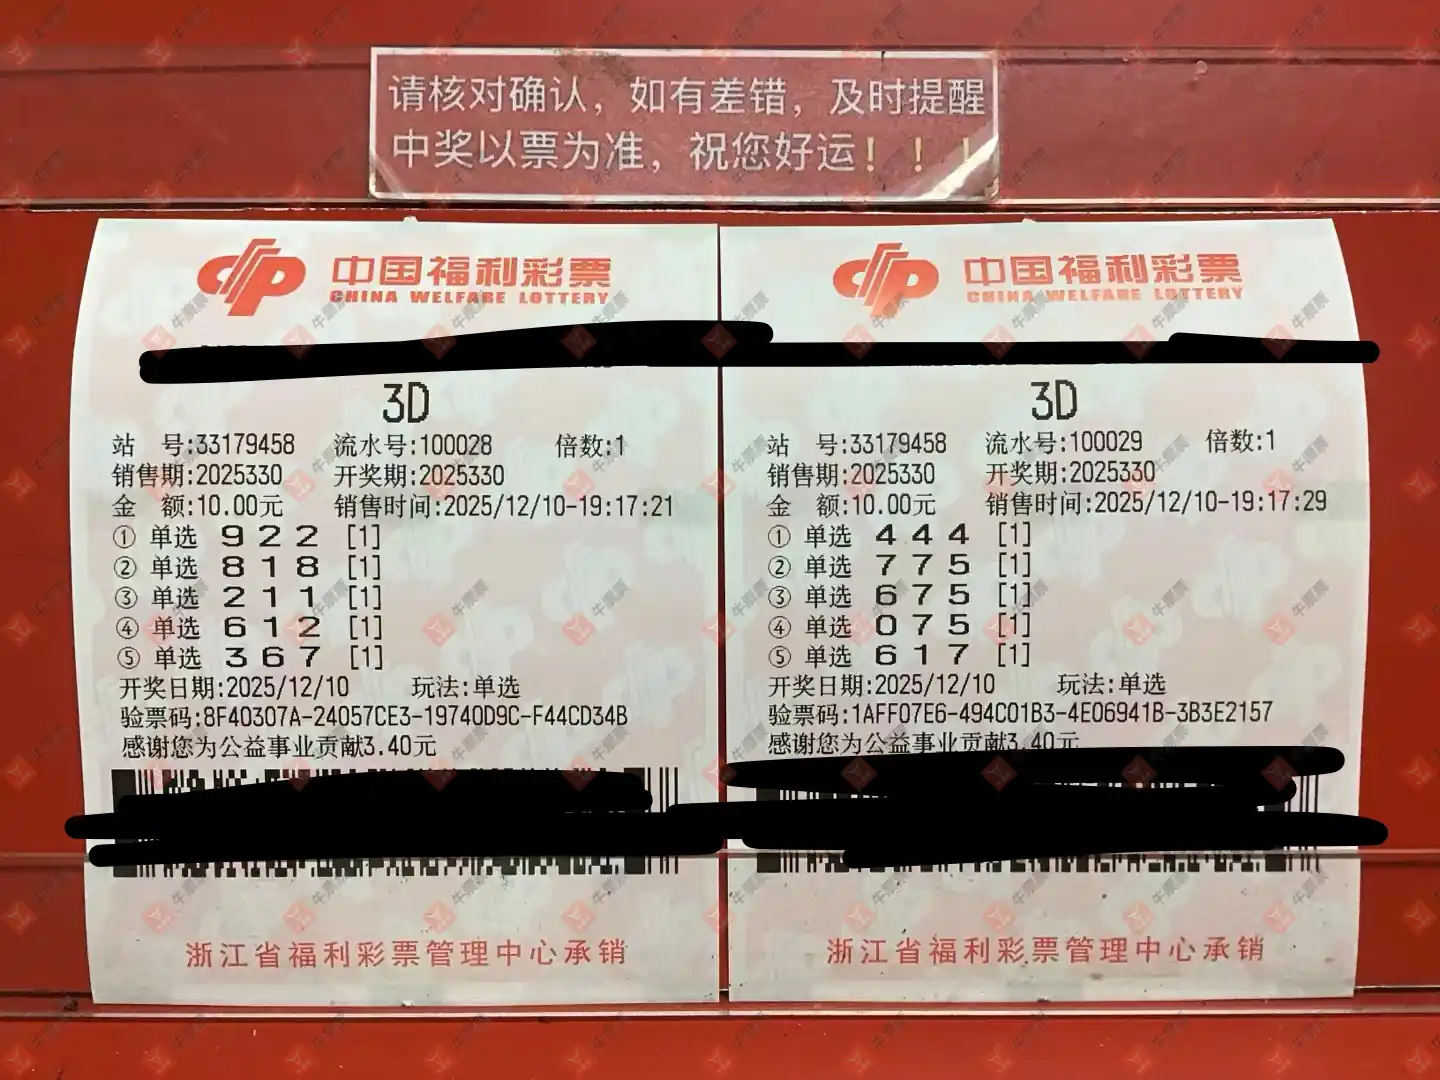 请核对确认，如有差错，及时提醒
中奖以票为准，祝您好运！！！
中国福利彩票
CHINA WELFARE LOTTERY
3D
站 号:33179458 流水号:100028 倍数:1
销售期:2025330 开奖期:2025330
金 额:10.00元 销售时间:2025/12/10-19:17:21
① 单选 9 2 2 [1]
② 单选 8 1 8 [1]
③ 单选 2 1 1 [1]
④ 单选 6 1 2 [1]
⑤ 单选 3 6 7 [1]
开奖日期:2025/12/10 玩法:单选
验票码:8F40307A-24057CE3-19740D9C-F44CD34B
感谢您为公益事业贡献3.40元
浙江省福利彩票管理中心承销
中国福利彩票
CHINA WELFARE LOTTERY
3D
站 号:33179458 流水号:100029 倍数:1
销售期:2025330 开奖期:2025330
金 额:10.00元 销售时间:2025/12/10-19:17:29
① 单选 4 4 4 [1]
② 单选 7 7 5 [1]
③ 单选 6 7 5 [1]
④ 单选 0 7 5 [1]
⑤ 单选 6 1 7 [1]
开奖日期:2025/12/10 玩法:单选
验票码:1AFF07E6-494C01B3-4E06941B-3B3E2157
感谢您为公益事业贡献3.40元
浙江省福利彩票管理中心承销